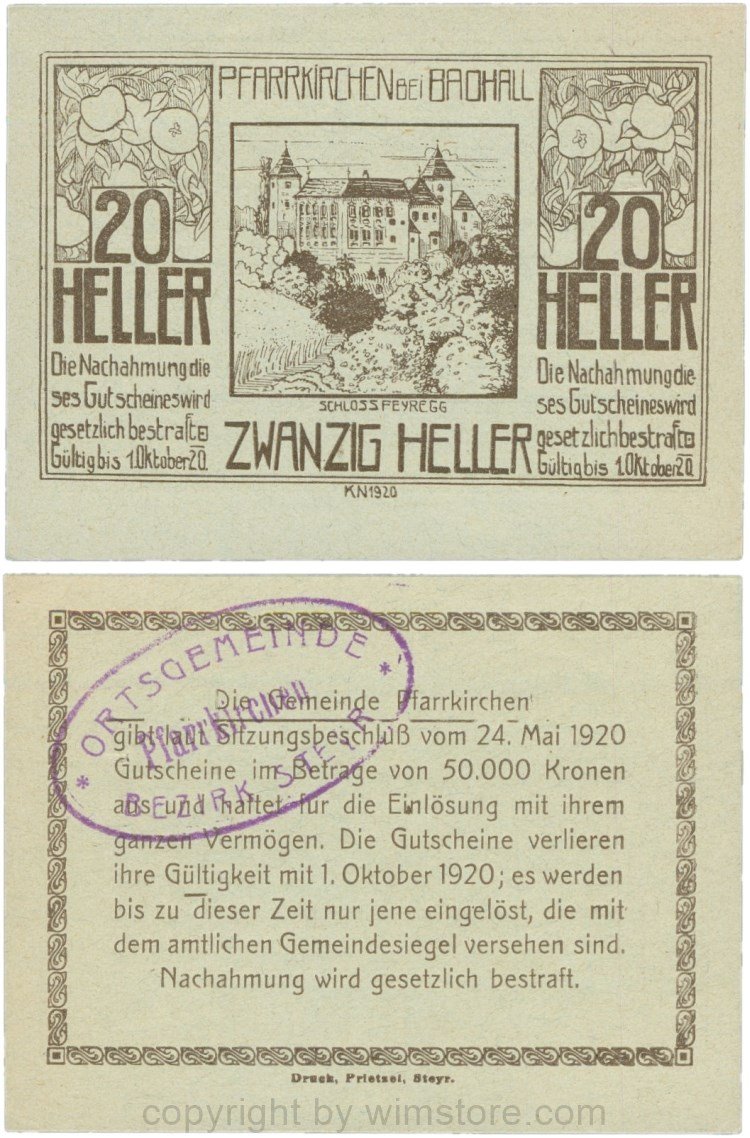 PFARRKIRCHEN BEI BADHALL
20
HELLER
Die Nachahmung die
ses Gutscheines wird
gesetzlich bestraft
Gültig bis 1. Oktober 20.
SCHLOSS FEYREGG
ZWANZIG HELLER
20
HELLER
Die Nachahmung die-
ses Gutscheines wird
gesetzlich bestraft
Gültig bis 1. Oktober 20
KN1920
ORTSGEMEINDE
Pfarrkirchen
* BEZIRK STEYR *
Die Gemeinde Pfarrkirchen
gibt laut Sitzungsbeschluß vom 24. Mai 1920
Gutscheine im Betrage von 50.000 Kronen
aus und haftet für die Einlösung mit ihrem
ganzen Vermögen. Die Gutscheine verlieren
ihre Gültigkeit mit 1. Oktober 1920; es werden
bis zu dieser Zeit nur jene eingelöst, die mit
dem amtlichen Gemeindesiegel versehen sind.
Nachahmung wird gesetzlich bestraft.
Druck, Prietzel, Steyr.
copyright by wimstore.com